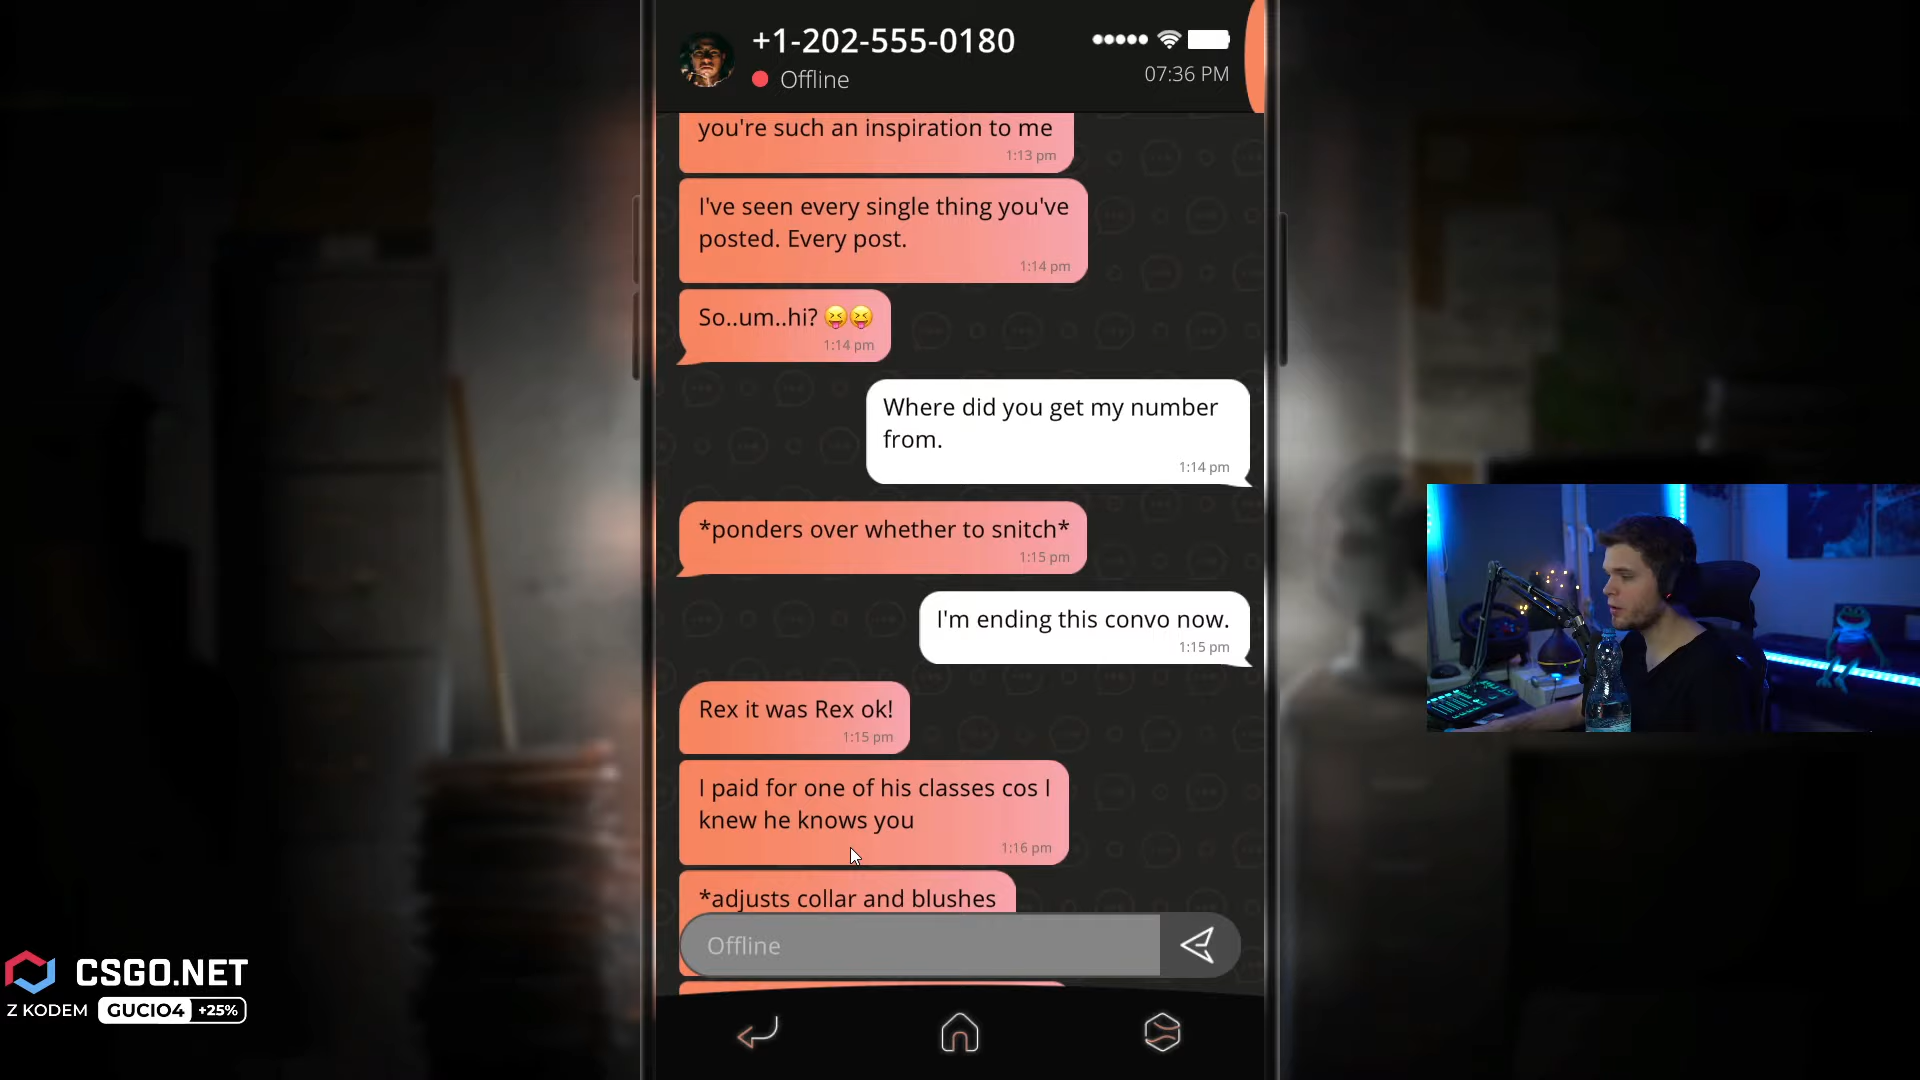 +1-202-555-0180
Offline
07:36 PM
you're such an inspiration to me
1:13 pm
I've seen every single thing you've
posted. Every post.
1:14 pm
So..um..hi? 😝😝
1:14 pm
Where did you get my number
from.
1:14 pm
*ponders over whether to snitch*
1:15 pm
I'm ending this convo now.
1:15 pm
Rex it was Rex ok!
1:15 pm
I paid for one of his classes cos I
knew he knows you
1:16 pm
*adjusts collar and blushes
Offline
CSGO.NET
Z KODEM GUCIO4 +25%